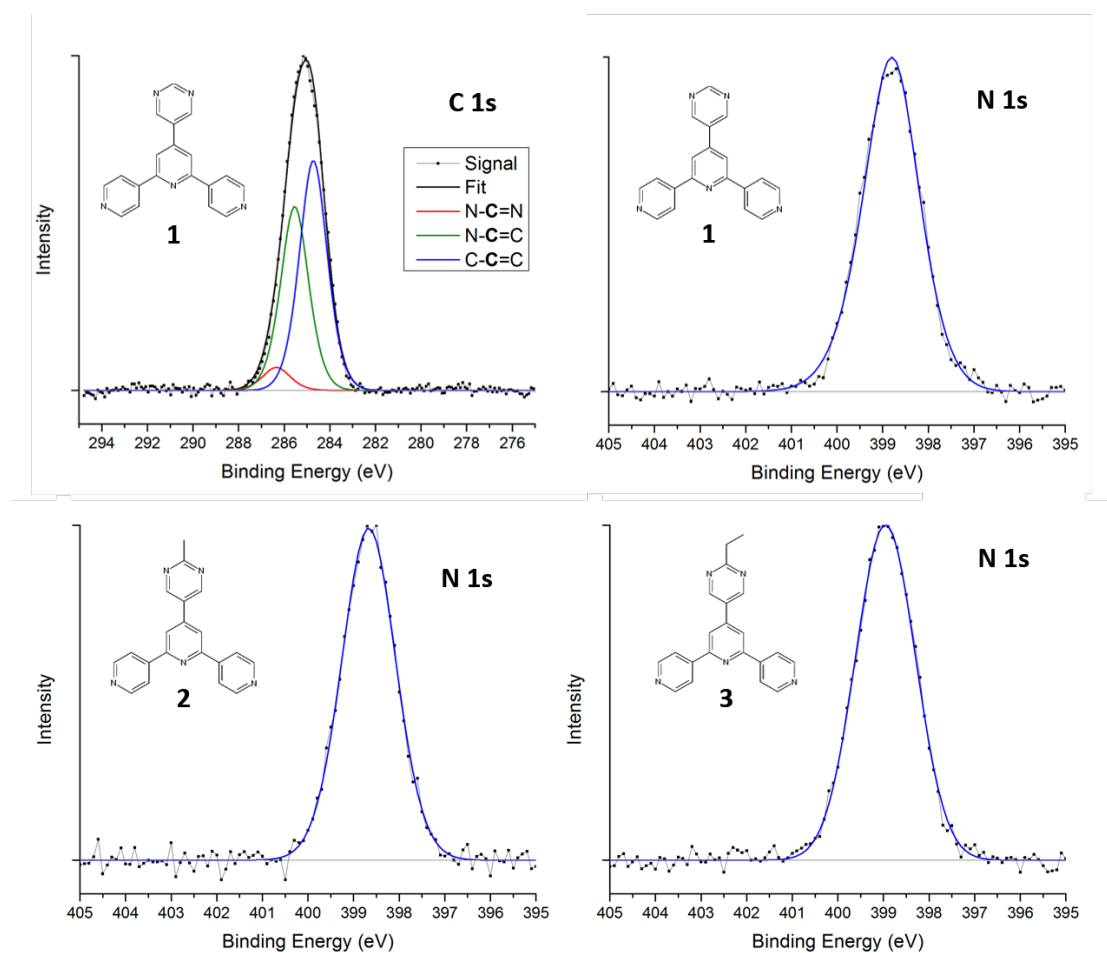 C 1s
N N
N
N N
1
Signal
Fit
N-C=N
N-C=C
C-C=C
Intensity
294 292 290 288 286 284 282 280 278 276
Binding Energy (eV)
N 1s
N N
N
N N
1
Intensity
405 404 403 402 401 400 399 398 397 396 395
Binding Energy (eV)
N 1s
N N
N
N N
2
Intensity
405 404 403 402 401 400 399 398 397 396 395
Binding Energy (eV)
N 1s
N N
N
N N
3
Intensity
405 404 403 402 401 400 399 398 397 396 395
Binding Energy (eV)